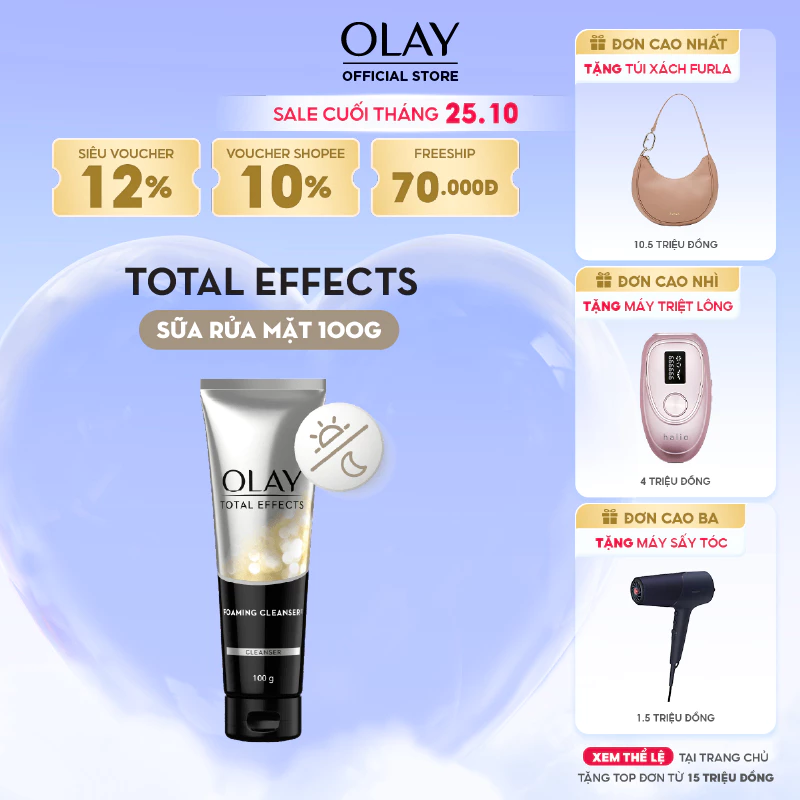 OLAY
OFFICIAL STORE
SALE CUỐI THÁNG 25.10
SIÊU VOUCHER
12%
VOUCHER SHOPEE
10%
FREESHIP
70.000Đ
TOTAL EFFECTS
SỮA RỬA MẶT 100G
OLAY
TOTAL EFFECTS
FOAMING CLEANSER
CLEANSER
100 g
ĐƠN CAO NHẤT
TẶNG TÚI XÁCH FURLA
10.5 TRIỆU ĐỒNG
ĐƠN CAO NHÌ
TẶNG MÁY TRIỆT LÔNG
halio
4 TRIỆU ĐỒNG
ĐƠN CAO BA
TẶNG MÁY SẤY TÓC
1.5 TRIỆU ĐỒNG
XEM THỂ LỆ TẠI TRANG CHỦ
TẶNG TOP ĐƠN TỪ 15 TRIỆU ĐỒNG